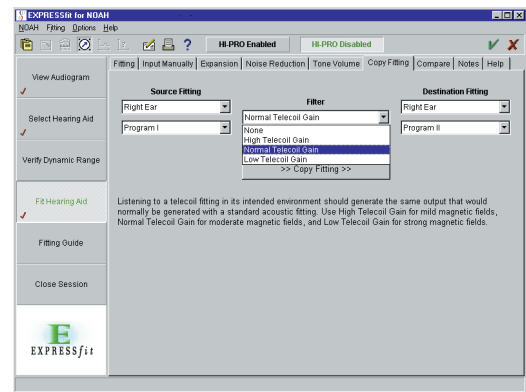 EXPRESSfit for NOAH
NOAH Fitting Options Help
HI-PRO Enabled HI-PRO Disabled
Fitting Input Manually Expansion Noise Reduction Tone Volume Copy Fitting Compare Notes Help
View Audiogram
Select Hearing Aid
Verify Dynamic Range
Fit Hearing Aid
Fitting Guide
Close Session
E
EXPRESSfit
Source Fitting
Right Ear
Program I
Filter
Normal Telecoil Gain
None
High Telecoil Gain
Normal Telecoil Gain
Low Telecoil Gain
>> Copy Fitting >>
Destination Fitting
Right Ear
Program II
Listening to a telecoil fitting in its intended environment should generate the same output that would
normally be generated with a standard acoustic fitting. Use High Telecoil Gain for mild magnetic fields,
Normal Telecoil Gain for moderate magnetic fields, and Low Telecoil Gain for strong magnetic fields.